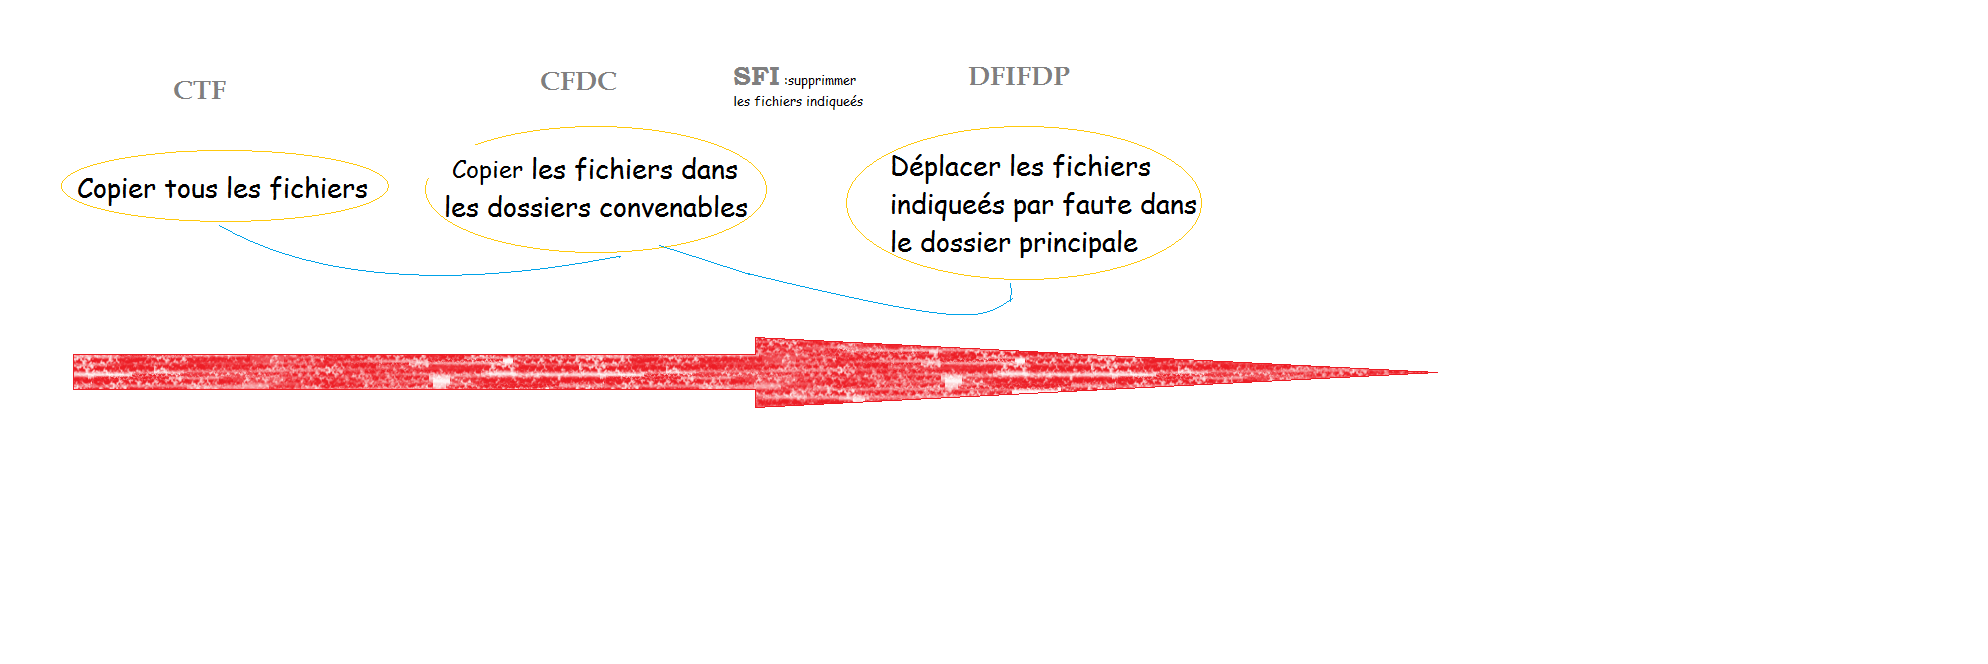 CTF
CFDC
SFI :supprimmer
les fichiers indiqueés
DFIFDP
Copier tous les fichiers
Copier les fichiers dans
les dossiers convenables
Déplacer les fichiers
indiqueés par faute dans
le dossier principale